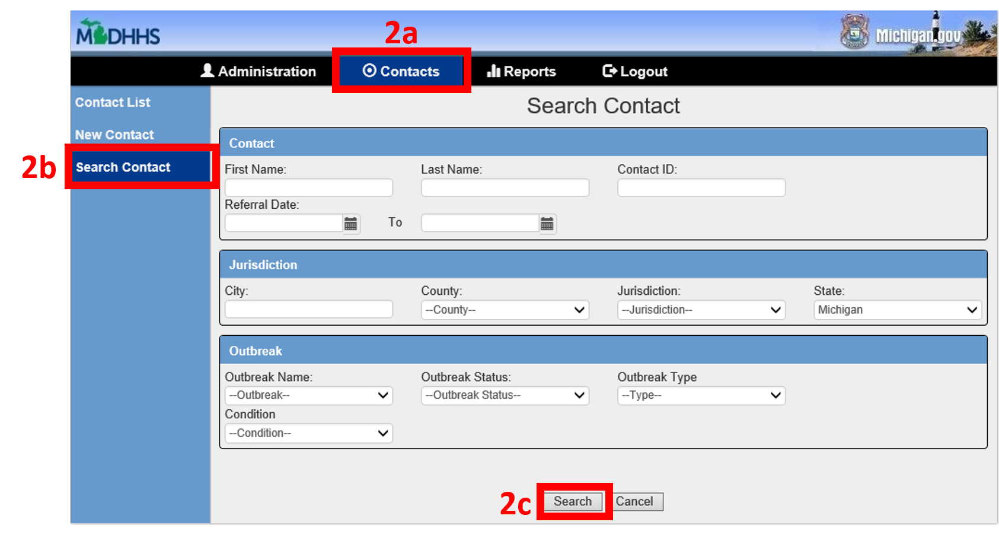 MDHHS
2a
Michigan.gov
Administration Contacts Reports Logout
Contact List
New Contact
2b Search Contact
Search Contact
Contact
First Name: Last Name: Contact ID:
Referral Date:
To
Jurisdiction
City: County: Jurisdiction: State:
--County-- --Jurisdiction-- Michigan
Outbreak
Outbreak Name: Outbreak Status: Outbreak Type
--Outbreak-- --Outbreak Status-- --Type--
Condition
--Condition--
2c Search Cancel